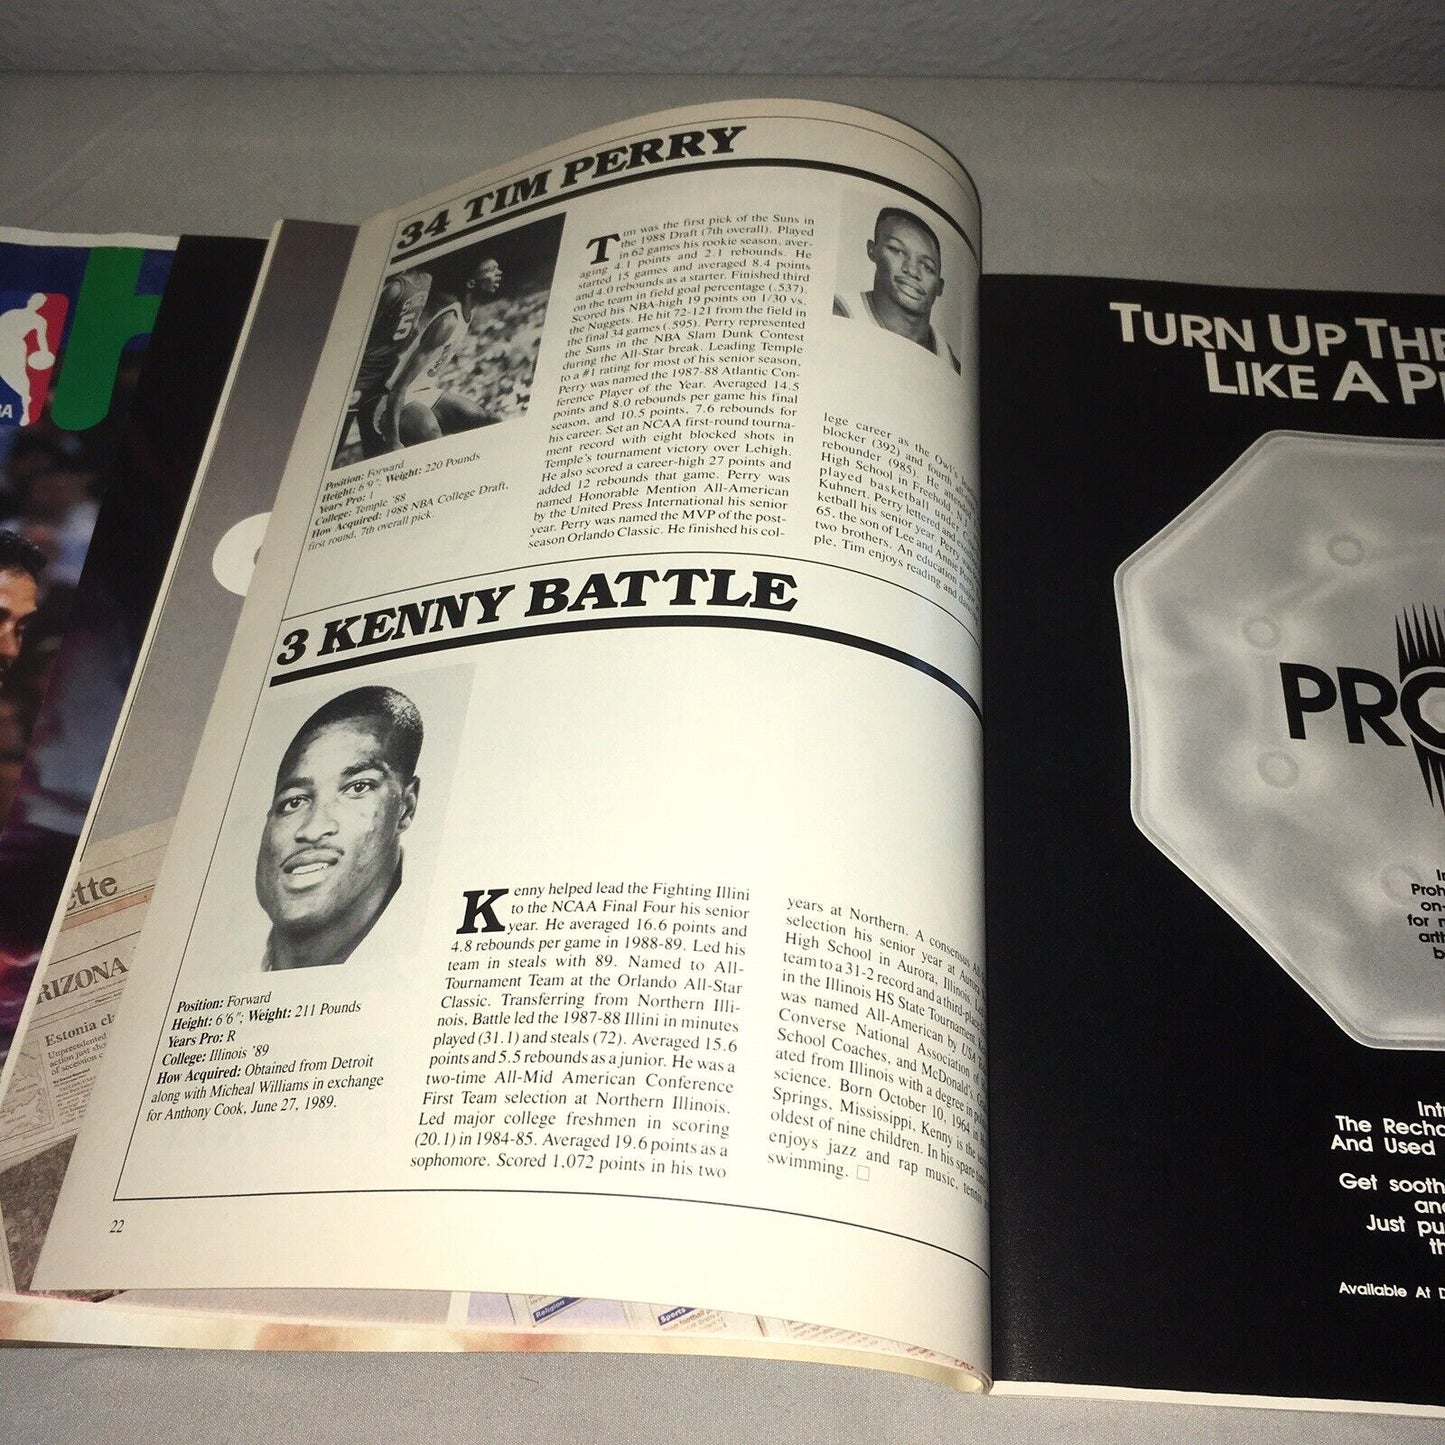 34 TIM PERRY
Tim was the first pick of the Suns in
the 1988 Draft (7th overall). Played
in 62 games his rookie season, aver-
aging 4.1 points and 2.1 rebounds. He
started 15 games and averaged 8.4 points
and 4.0 rebounds as a starter. Finished third
on the team in field goal percentage (.537).
Scored his NBA-high 19 points on 1/30 vs.
the Nuggets. He hit 72-121 from the field in
the final 34 games (.595). Perry represented
the Suns in the NBA Slam Dunk Contest
during the All-Star break. Leading Temple
to a #1 rating for most of his senior season,
Perry was named the 1987-88 Atlantic Con-
ference Player of the Year. Averaged 14.5
points and 8.0 rebounds per game his final
season, and 10.5 points, 7.6 rebounds for
his career. Set an NCAA first-round tourna-
ment record with eight blocked shots in
Temple's tournament victory over Lehigh.
He also scored a career-high 27 points and
added 12 rebounds that game. Perry was
named Honorable Mention All-American
by the United Press International his senior
year. Perry was named the MVP of the post-
season Orlando Classic. He finished his col-
lege career as the Owl's
blocker (392) and fourth
rebounder (985). He attended
High School in Freehold, N.J.
played basketball under
Kuhnert. Perry lettered and
ketball his senior year. Perry was
65, the son of Lee and Annie
two brothers. An education
ple, Tim enjoys reading and
Position: Forward
Height: 6'9"; Weight: 220 Pounds
Years Pro: 1
College: Temple '88
How Acquired: 1988 NBA College Draft,
first round, 7th overall pick.
3 KENNY BATTLE
Position: Forward
Height: 6'6"; Weight: 211 Pounds
Years Pro: R
College: Illinois '89
How Acquired: Obtained from Detroit
along with Micheal Williams in exchange
for Anthony Cook, June 27, 1989.
Kenny helped lead the Fighting Illini
to the NCAA Final Four his senior
year. He averaged 16.6 points and
4.8 rebounds per game in 1988-89. Led his
team in steals with 89. Named to All-
Tournament Team at the Orlando All-Star
Classic. Transferring from Northern Illi-
nois, Battle led the 1987-88 Illini in minutes
played (31.1) and steals (72). Averaged 15.6
points and 5.5 rebounds as a junior. He was a
two-time All-Mid American Conference
First Team selection at Northern Illinois.
Led major college freshmen in scoring
(20.1) in 1984-85. Averaged 19.6 points as a
sophomore. Scored 1,072 points in his two
years at Northern. A consensus
selection his senior year at
High School in Aurora, Illinois.
team to a 31-2 record and a third-place
in the Illinois HS State Tournament.
was named All-American by USA
Converse National Association of
School Coaches, and McDonald's.
ated from Illinois with a degree in
science. Born October 10, 1964 in
Springs, Mississippi, Kenny is the
oldest of nine children. In his spare
enjoys jazz and rap music,
swimming. □
22
TURN UP THE
LIKE A P
PRO
Proh
on-
for
art
Int
The Recha
And Used
Get sooth
and
Just pu
th
Available At D
NBA
ette
RIZONA
Estonia
Unprecedented
action just
of secession
Religion
Sports